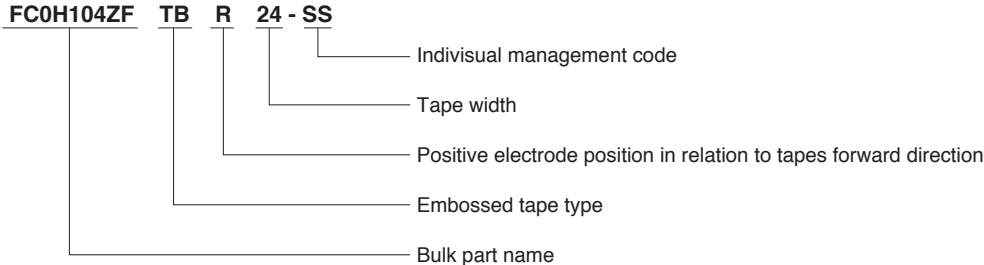 FC0H104ZF TB R 24 - SS
Indivisual management code
Tape width
Positive electrode position in relation to tapes forward direction
Embossed tape type
Bulk part name